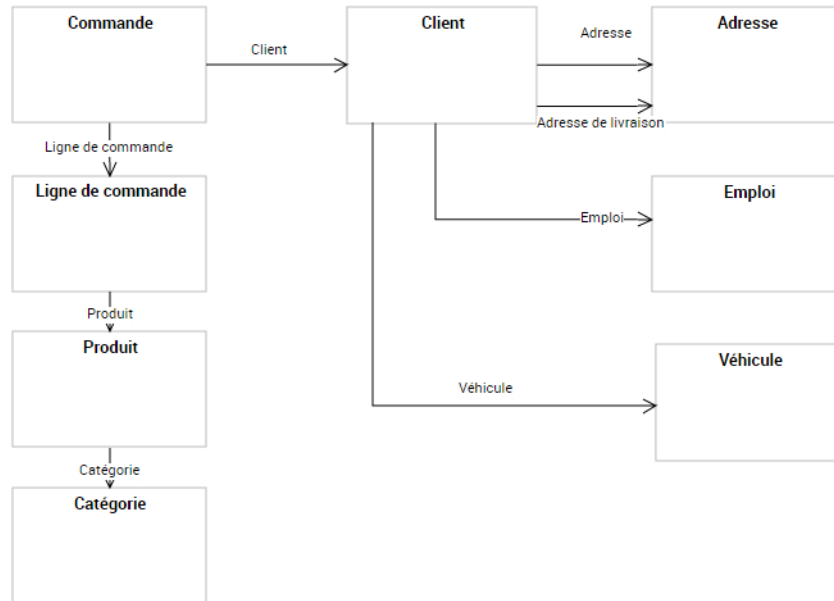 Commande
Client
Client
Adresse
Adresse
Adresse de livraison
Ligne de commande
Ligne de commande
Emploi
Emploi
Produit
Produit
Véhicule
Véhicule
Catégorie
Catégorie